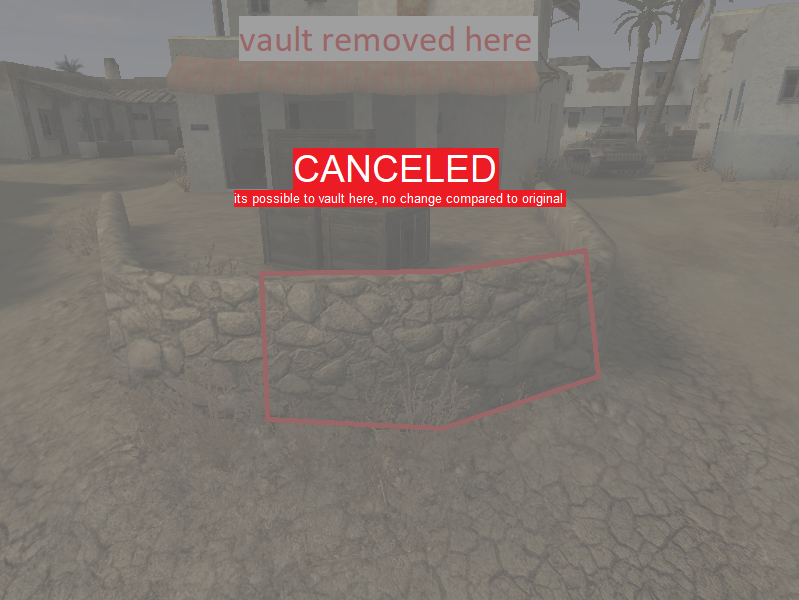 vault removed here
CANCELED
its possible to vault here, no change compared to original